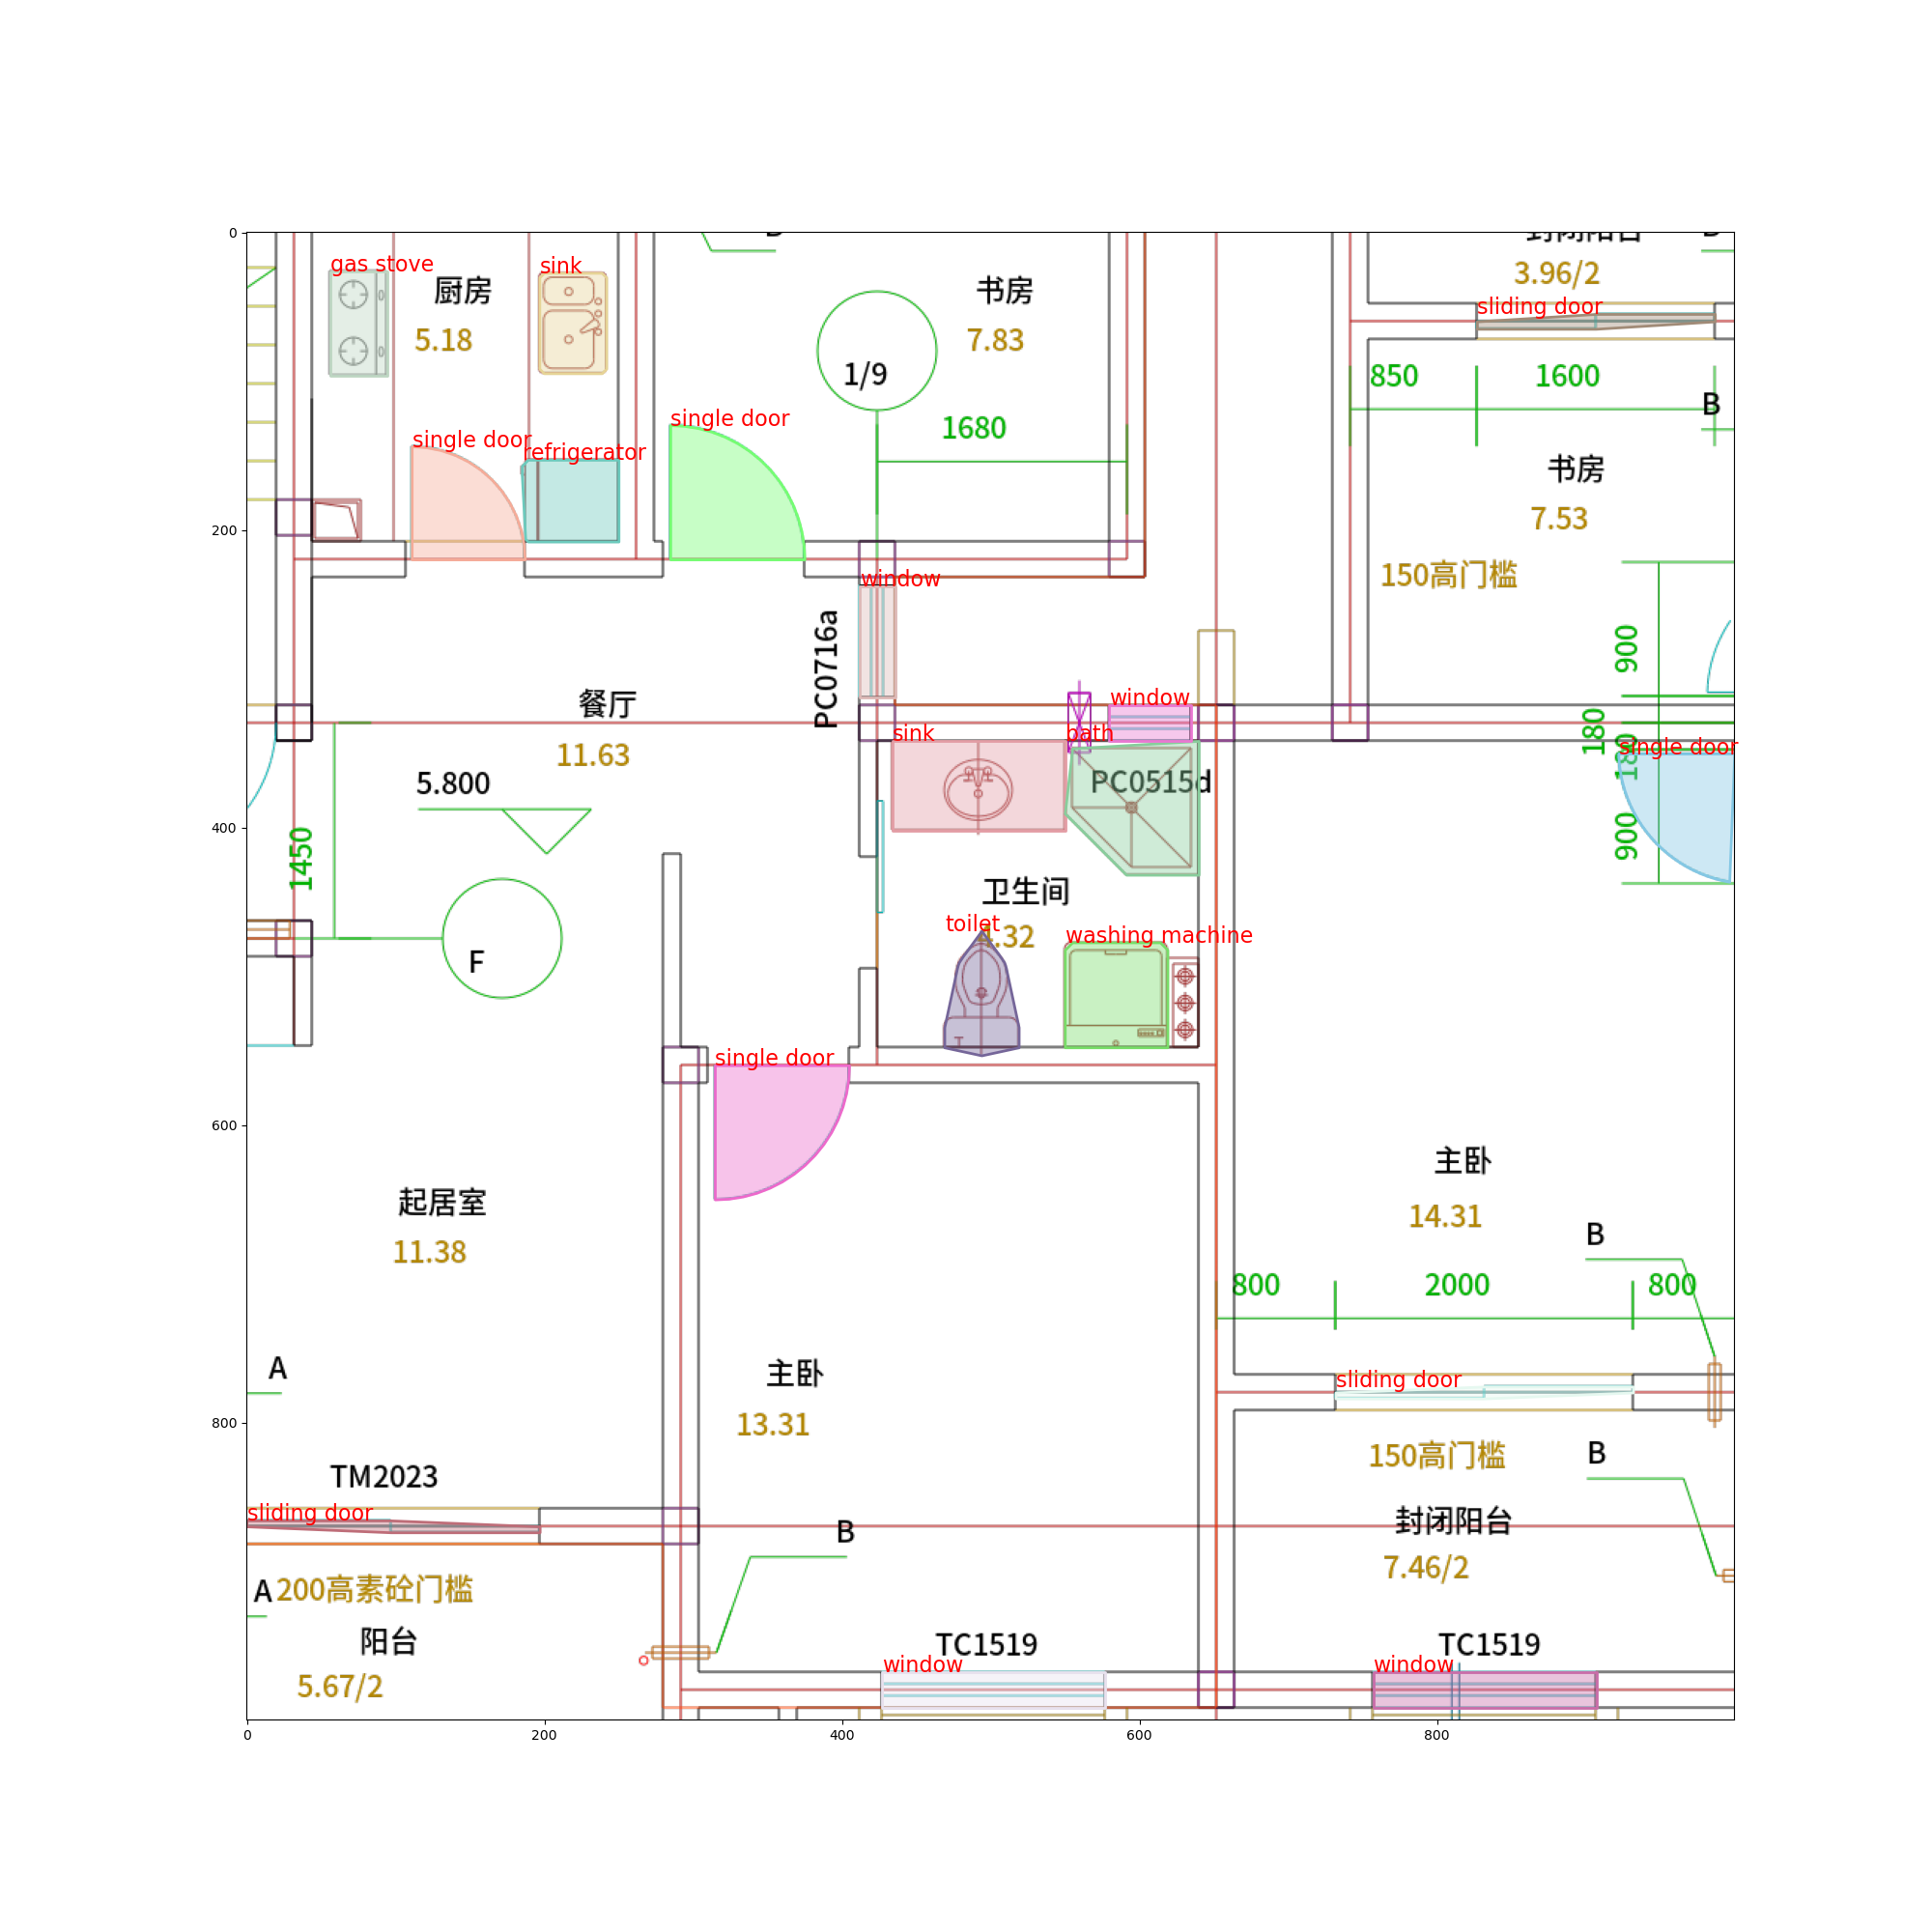 封闭阳台
3.96/2
gas stove
厨房
5.18
sink
书房
7.83
1/9
1680
single door
single door
refrigerator
sliding door
850
1600
B
书房
7.53
150高门槛
window
PC0716a
餐厅
11.63
5.800
1450
F
window
sink
bath
PC0515d
900
180
180
single door
900
卫生间
toilet
4.32
washing machine
single door
起居室
11.38
主卧
14.31
B
800
2000
800
A
主卧
13.31
sliding door
150高门槛
B
TM2023
sliding door
B
封闭阳台
7.46/2
A
200高素砼门槛
阳台
5.67/2
TC1519
window
TC1519
window
0
200
400
600
800
0
200
400
600
800